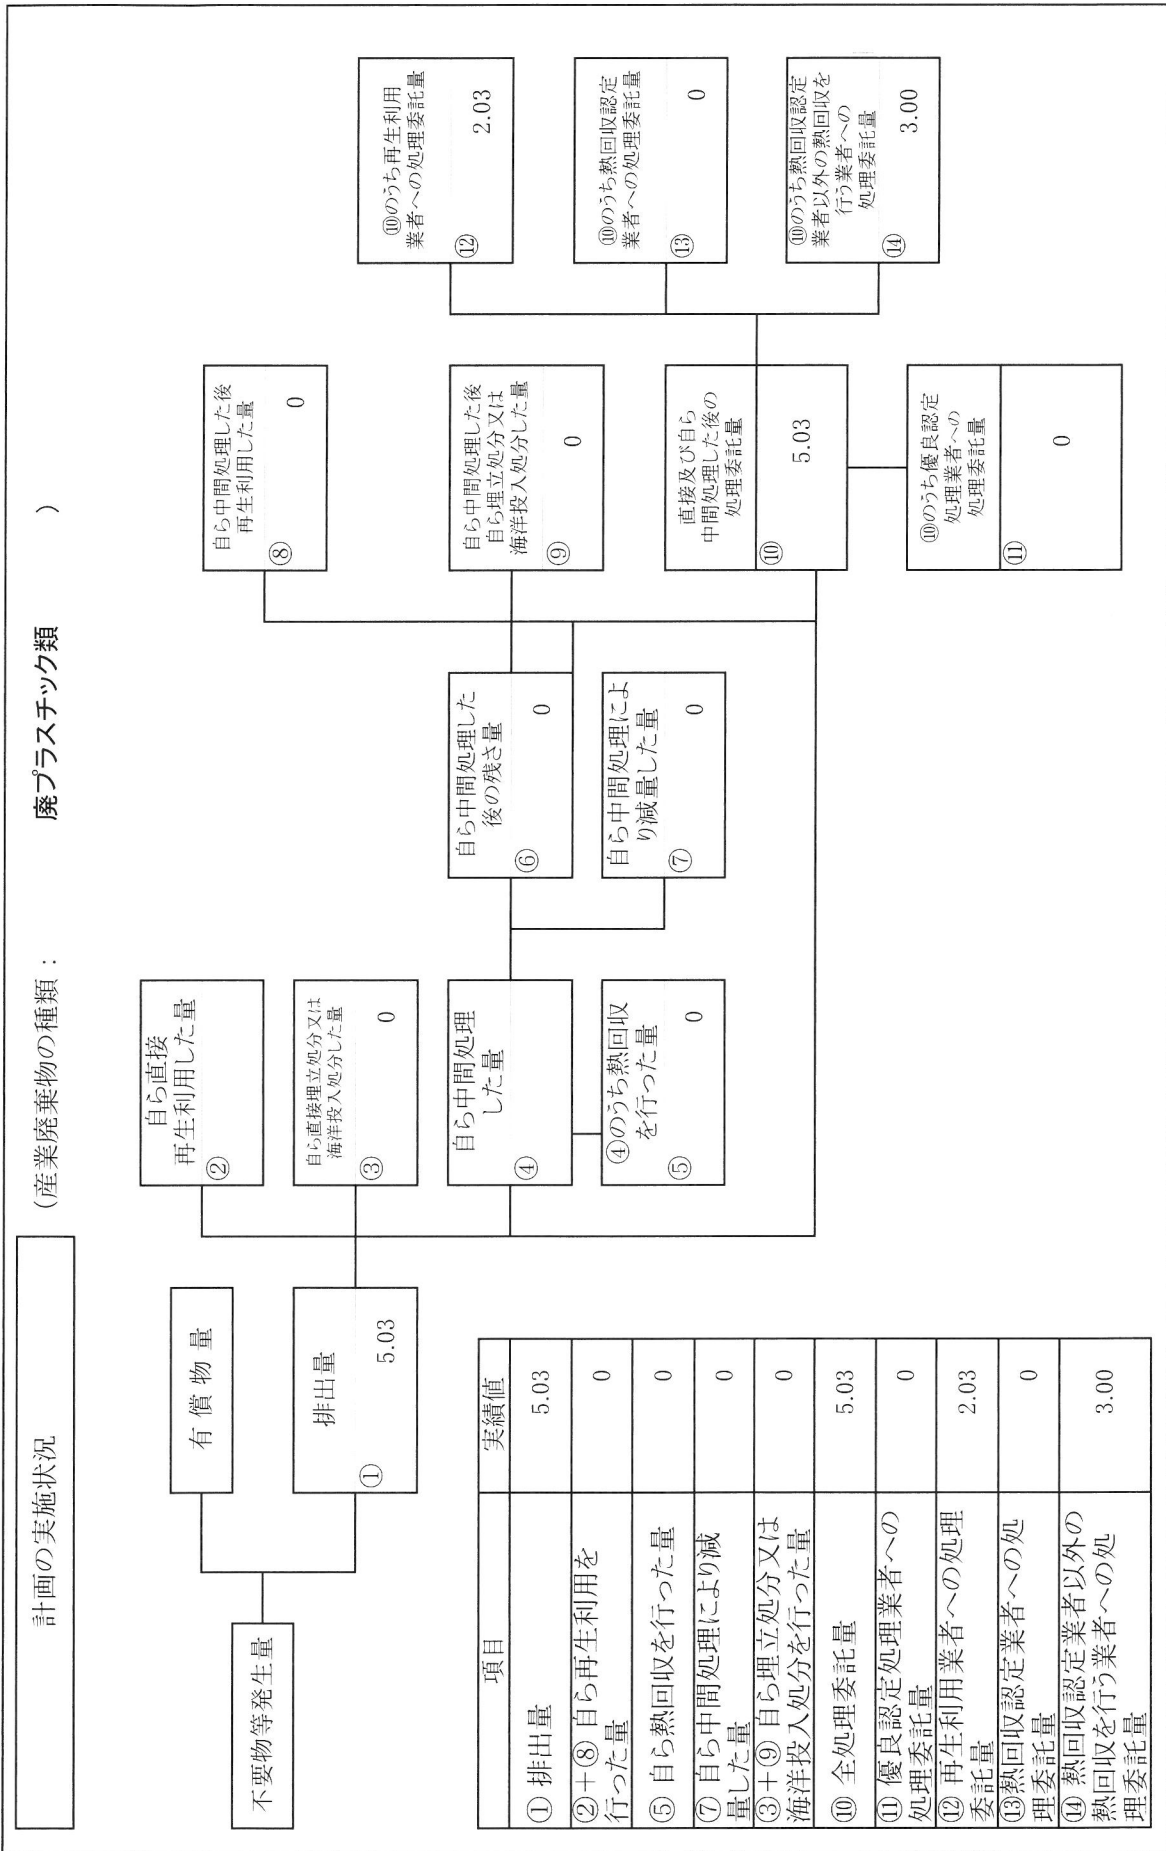 計画の実施状況
(産業廃棄物の種類: 廃プラスチック類 )
不要物等発生量
有償物量
排出量
① 5.03
自ら直接
再生利用した量
②
自ら直接埋立処分又は
海洋投入処分した量
③ 0
自ら中間処理
した量
④
④のうち熱回収
を行った量
⑤ 0
自ら中間処理した
後の残さ量
⑥ 0
自ら中間処理によ
り減量した量
⑦ 0
自ら中間処理した後
再生利用した量
⑧ 0
自ら中間処理した後
自ら埋立処分又は
海洋投入処分した量
⑨ 0
直接及び自ら
中間処理した後の
処理委託量
⑩ 5.03
⑩のうち優良認定
処理業者への
処理委託量
⑪ 0
⑩のうち再生利用
業者への処理委託量
⑫ 2.03
⑩のうち熱回収認定
業者への処理委託量
⑬ 0
⑩のうち熱回収認定
業者以外の熱回収を
行う業者への
処理委託量
⑭ 3.00
項目 実績値
① 排出量 5.03
②+⑧ 自ら再生利用を
行った量 0
⑤ 自ら熱回収を行った量 0
⑦ 自ら中間処理により減
量した量 0
③+⑨ 自ら埋立処分又は
海洋投入処分を行った量 0
⑩ 全処理委託量 5.03
⑪ 優良認定処理業者への
処理委託量 0
⑫ 再生利用業者への処理
委託量 2.03
⑬熱回収認定業者への処
理委託量 0
⑭ 熱回収認定業者以外の
熱回収を行う業者への処
理委託量 3.00